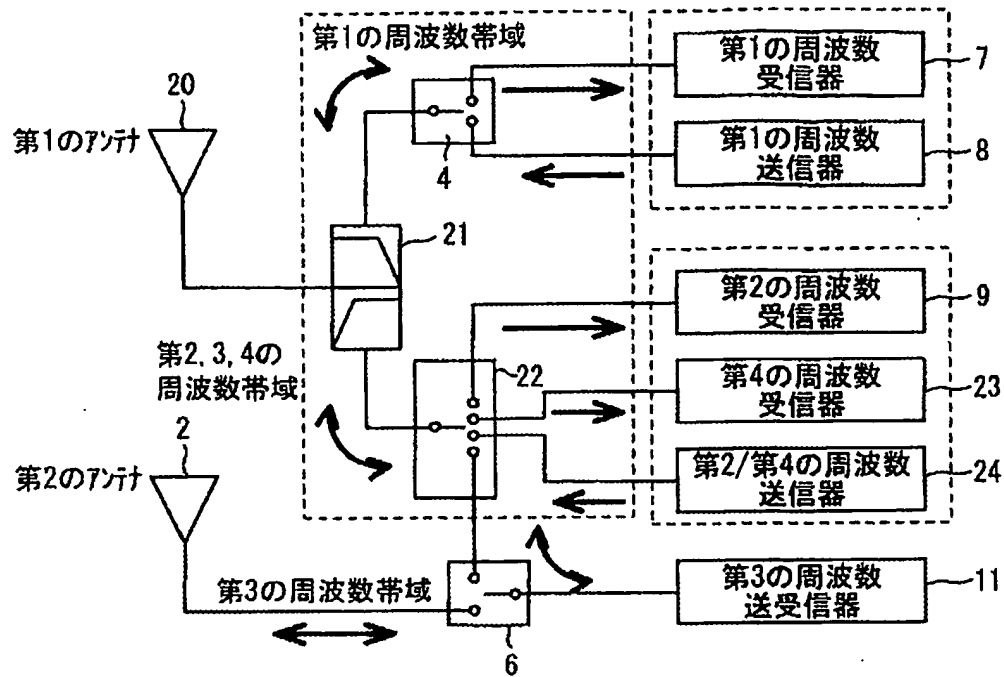 第1の周波数帯域
第1の周波数
受信器
7
20
第1のアンテナ
4
第1の周波数
送信器
8
21
第2の周波数
受信器
9
第2,3,4の
周波数帯域
22
第4の周波数
受信器
23
2
第2のアンテナ
第2/第4の周波数
送信器
24
第3の周波数帯域
6
第3の周波数
送受信器
11